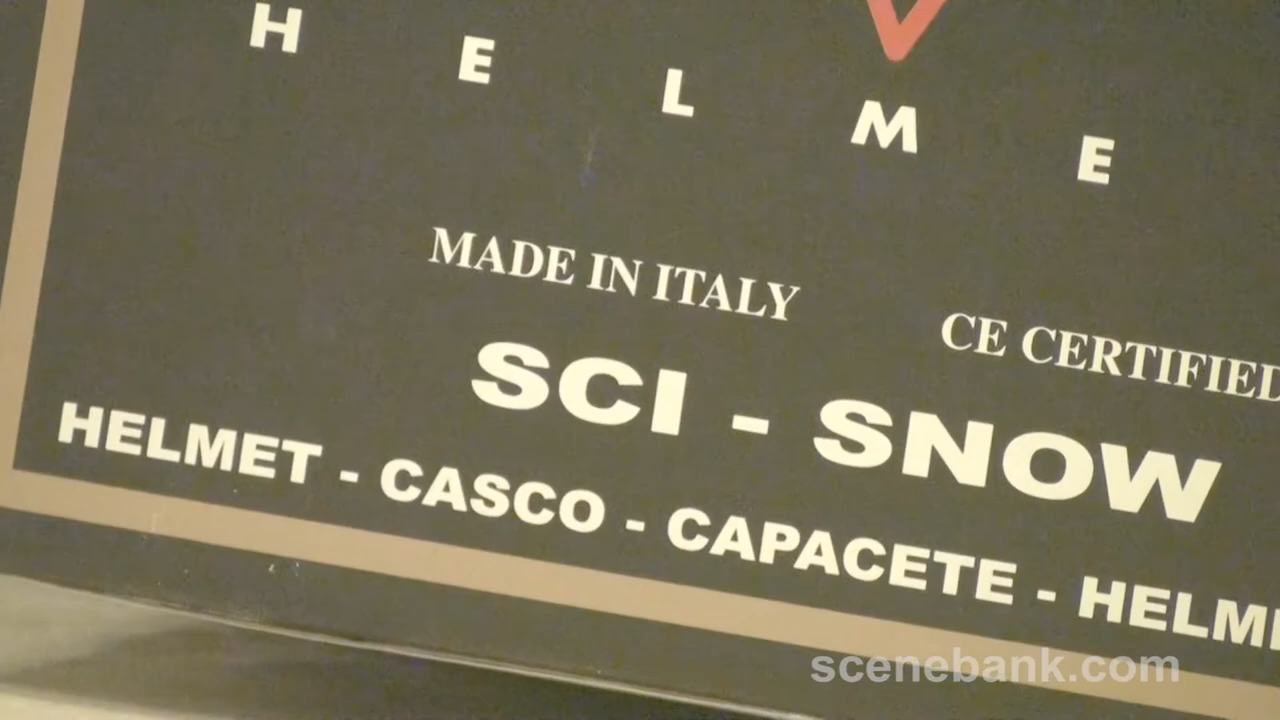 H E L M E
MADE IN ITALY
CE CERTIFIED
SCI - SNOW
HELMET - CASCO - CAPACETE - HELM
scenebank.com